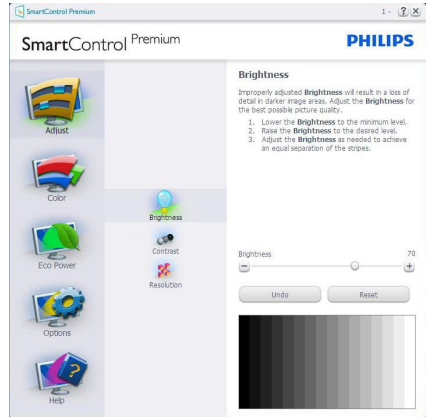 SmartControl Premium
1 - ? X
SmartControl Premium
PHILIPS
Adjust
Color
Eco Power
Options
Help
Brightness
Contrast
Resolution
Brightness
Improperly adjusted Brightness will result in a loss of
detail in darker image areas. Adjust the Brightness for
the best possible picture quality.
1. Lower the Brightness to the minimum level.
2. Raise the Brightness to the desired level.
3. Adjust the Brightness as needed to achieve
an equal separation of the stripes.
Brightness 70
Undo Reset